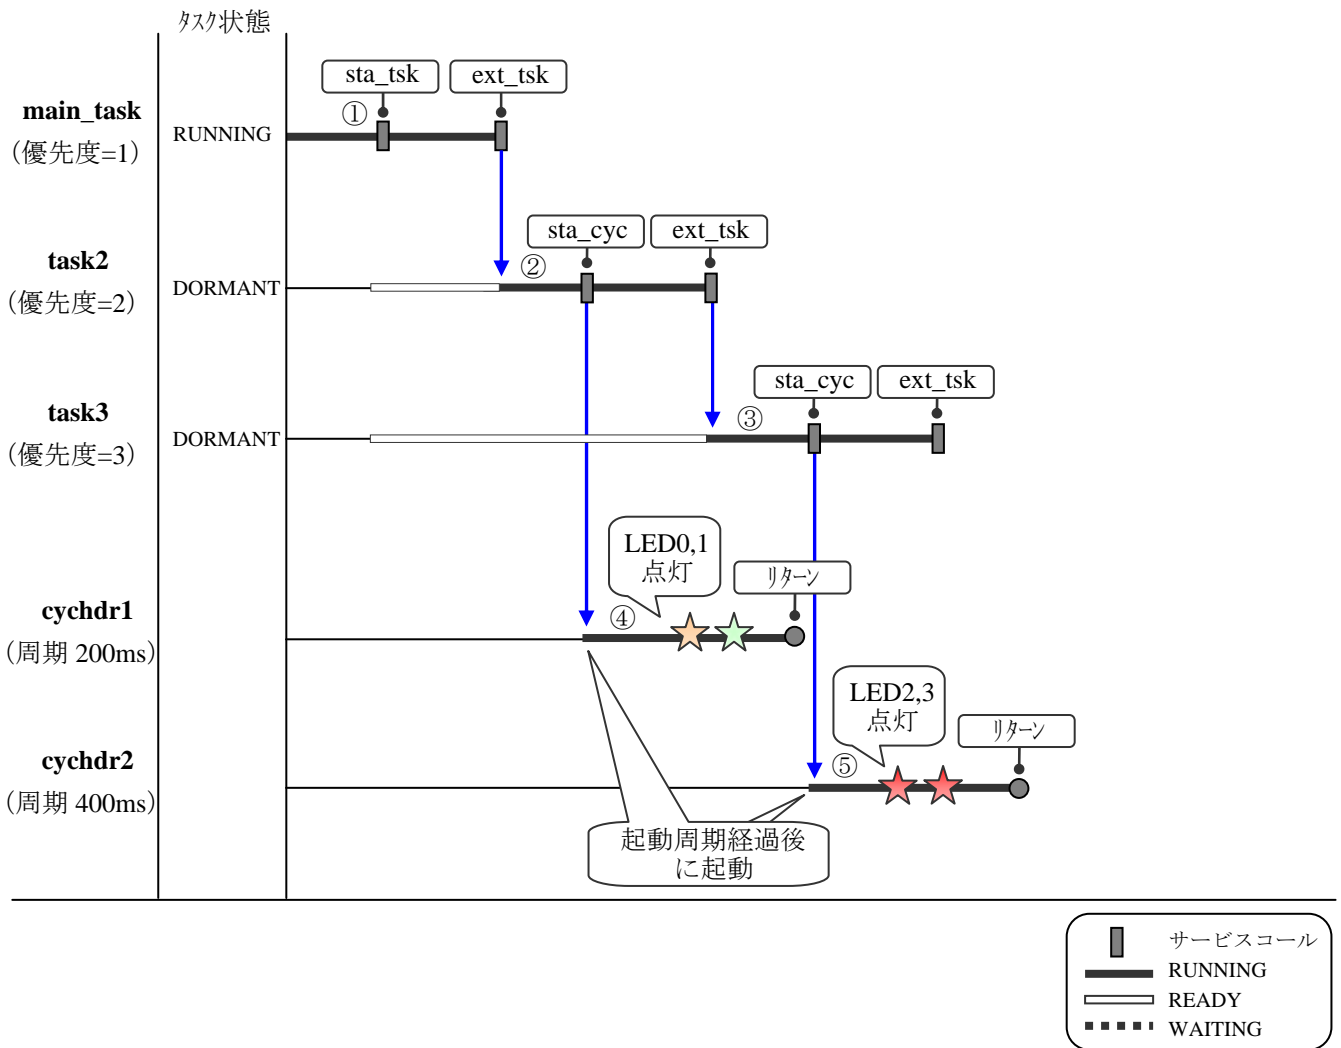 タスク状態
sta_tsk
ext_tsk
main_task
(優先度=1)
RUNNING
①
sta_cyc
ext_tsk
task2
(優先度=2)
DORMANT
②
sta_cyc
ext_tsk
task3
(優先度=3)
DORMANT
③
LED0,1
点灯
リターン
cychdr1
(周期 200ms)
④
LED2,3
点灯
リターン
cychdr2
(周期 400ms)
⑤
起動周期経過後
に起動
サービスコール
RUNNING
READY
WAITING